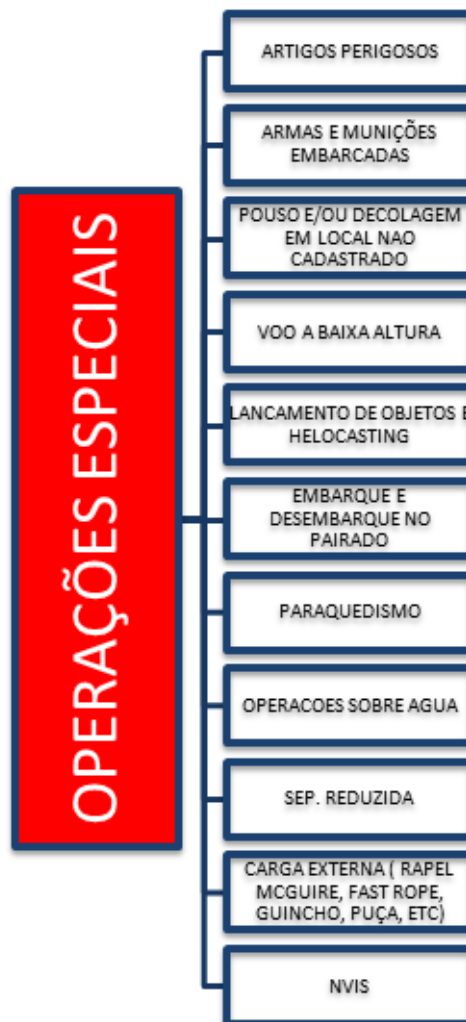 OPERAÇÕES ESPECIAIS
ARTIGOS PERIGOSOS
ARMAS E MUNIÇÕES
EMBARCADAS
POUSO E/OU DECOLAGEM
EM LOCAL NAO
CADASTRADO
VOO A BAIXA ALTURA
LANCAMENTO DE OBJETOS E
HELOCASTING
EMBARQUE E
DESEMBARQUE NO
PAIRADO
PARAQUEDISMO
OPERACOES SOBRE AGUA
SEP. REDUZIDA
CARGA EXTERNA ( RAPEL
MCGUIRE, FAST ROPE,
GUINCHO, PUÇA, ETC)
NVIS